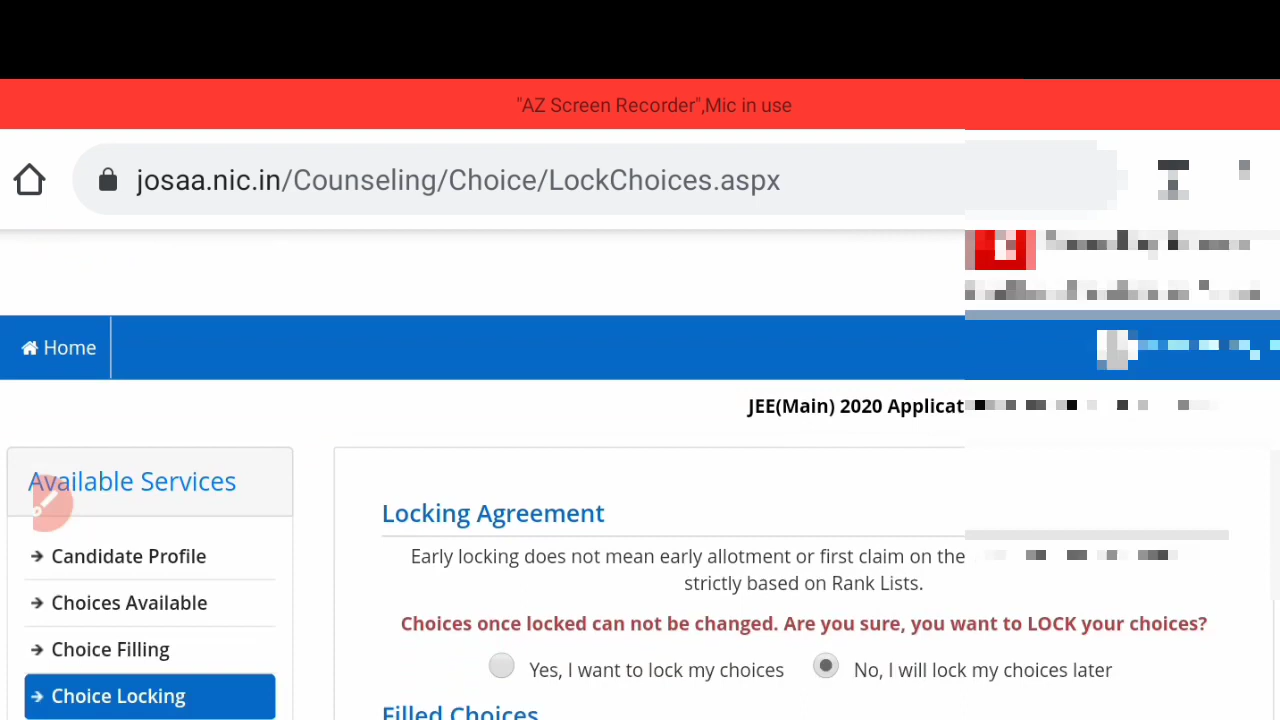 "AZ Screen Recorder",Mic in use
josaa.nic.in/Counseling/Choice/LockChoices.aspx
Home
JEE(Main) 2020
Available Services
Locking Agreement
Candidate Profile
Early locking does not mean early allotment or first claim on the
strictly based on Rank Lists.
Choices Available
Choices once locked can not be changed. Are you sure, you want to LOCK your choices?
Choice Filling
Yes, I want to lock my choices No, I will lock my choices later
Choice Locking
Filled Choices